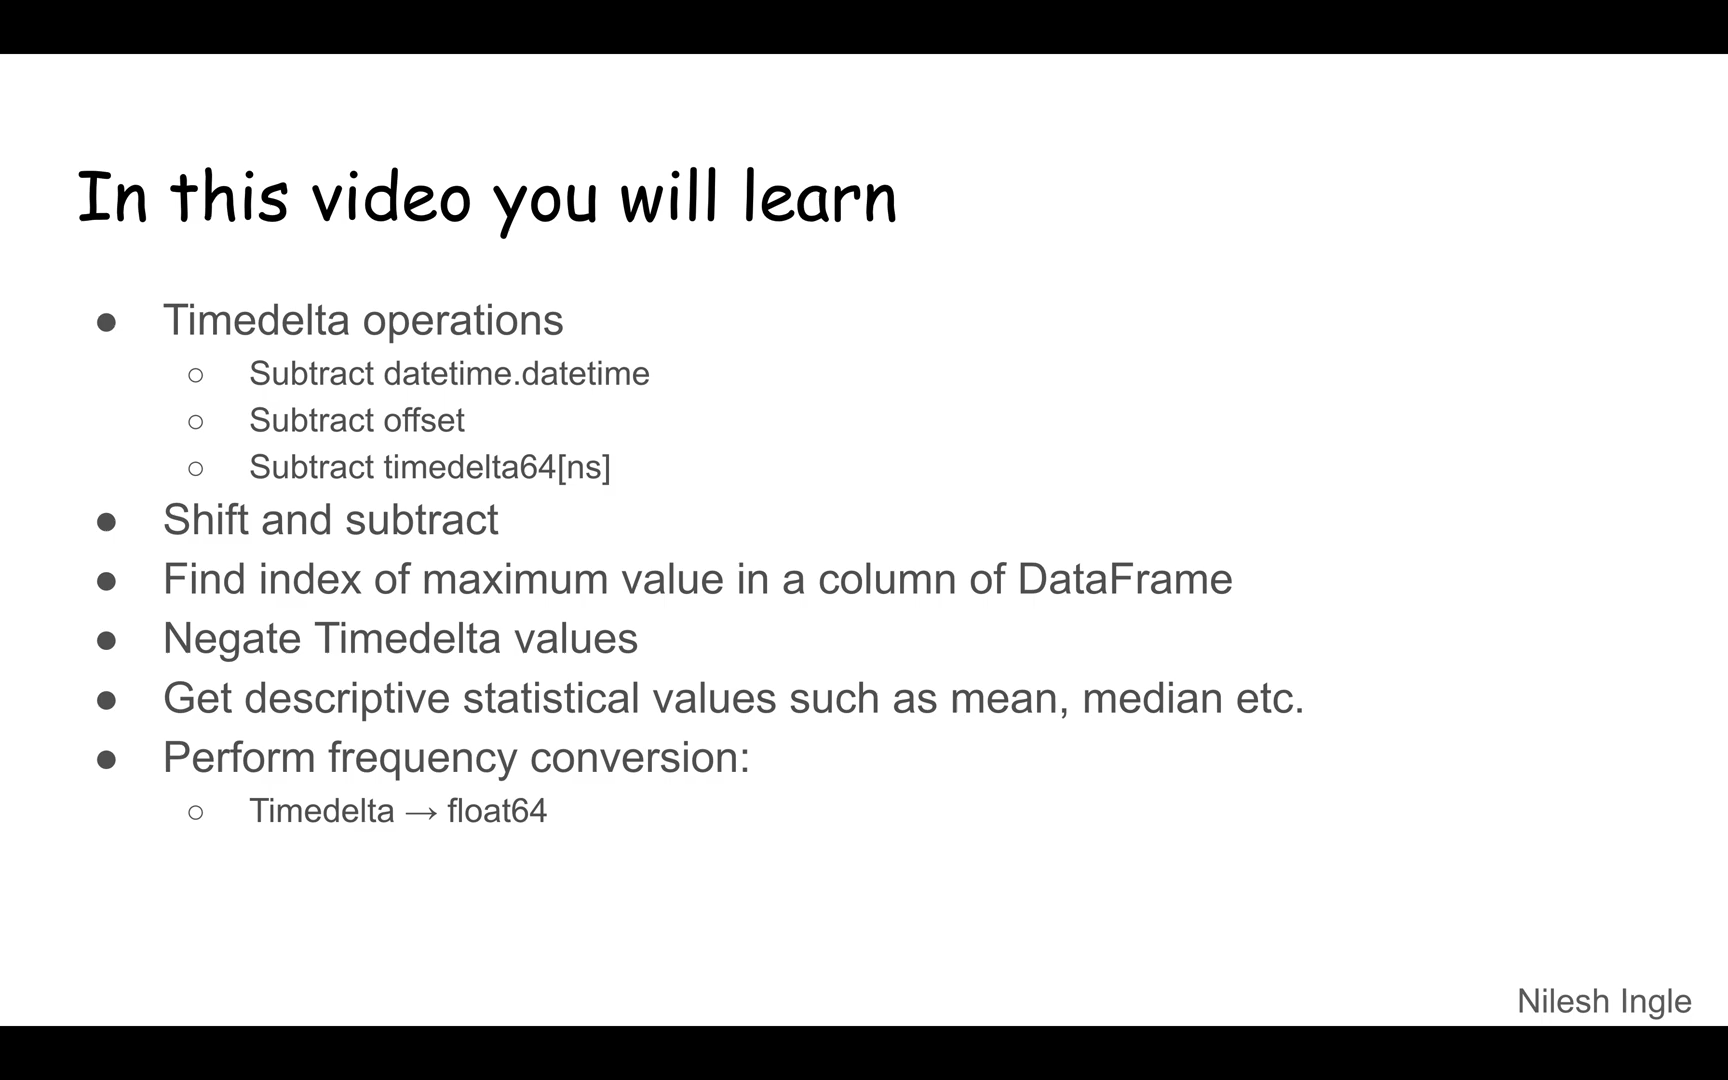 In this video you will learn
● Timedelta operations
○ Subtract datetime.datetime
○ Subtract offset
○ Subtract timedelta64[ns]
● Shift and subtract
● Find index of maximum value in a column of DataFrame
● Negate Timedelta values
● Get descriptive statistical values such as mean, median etc.
● Perform frequency conversion:
○ Timedelta → float64
Nilesh Ingle